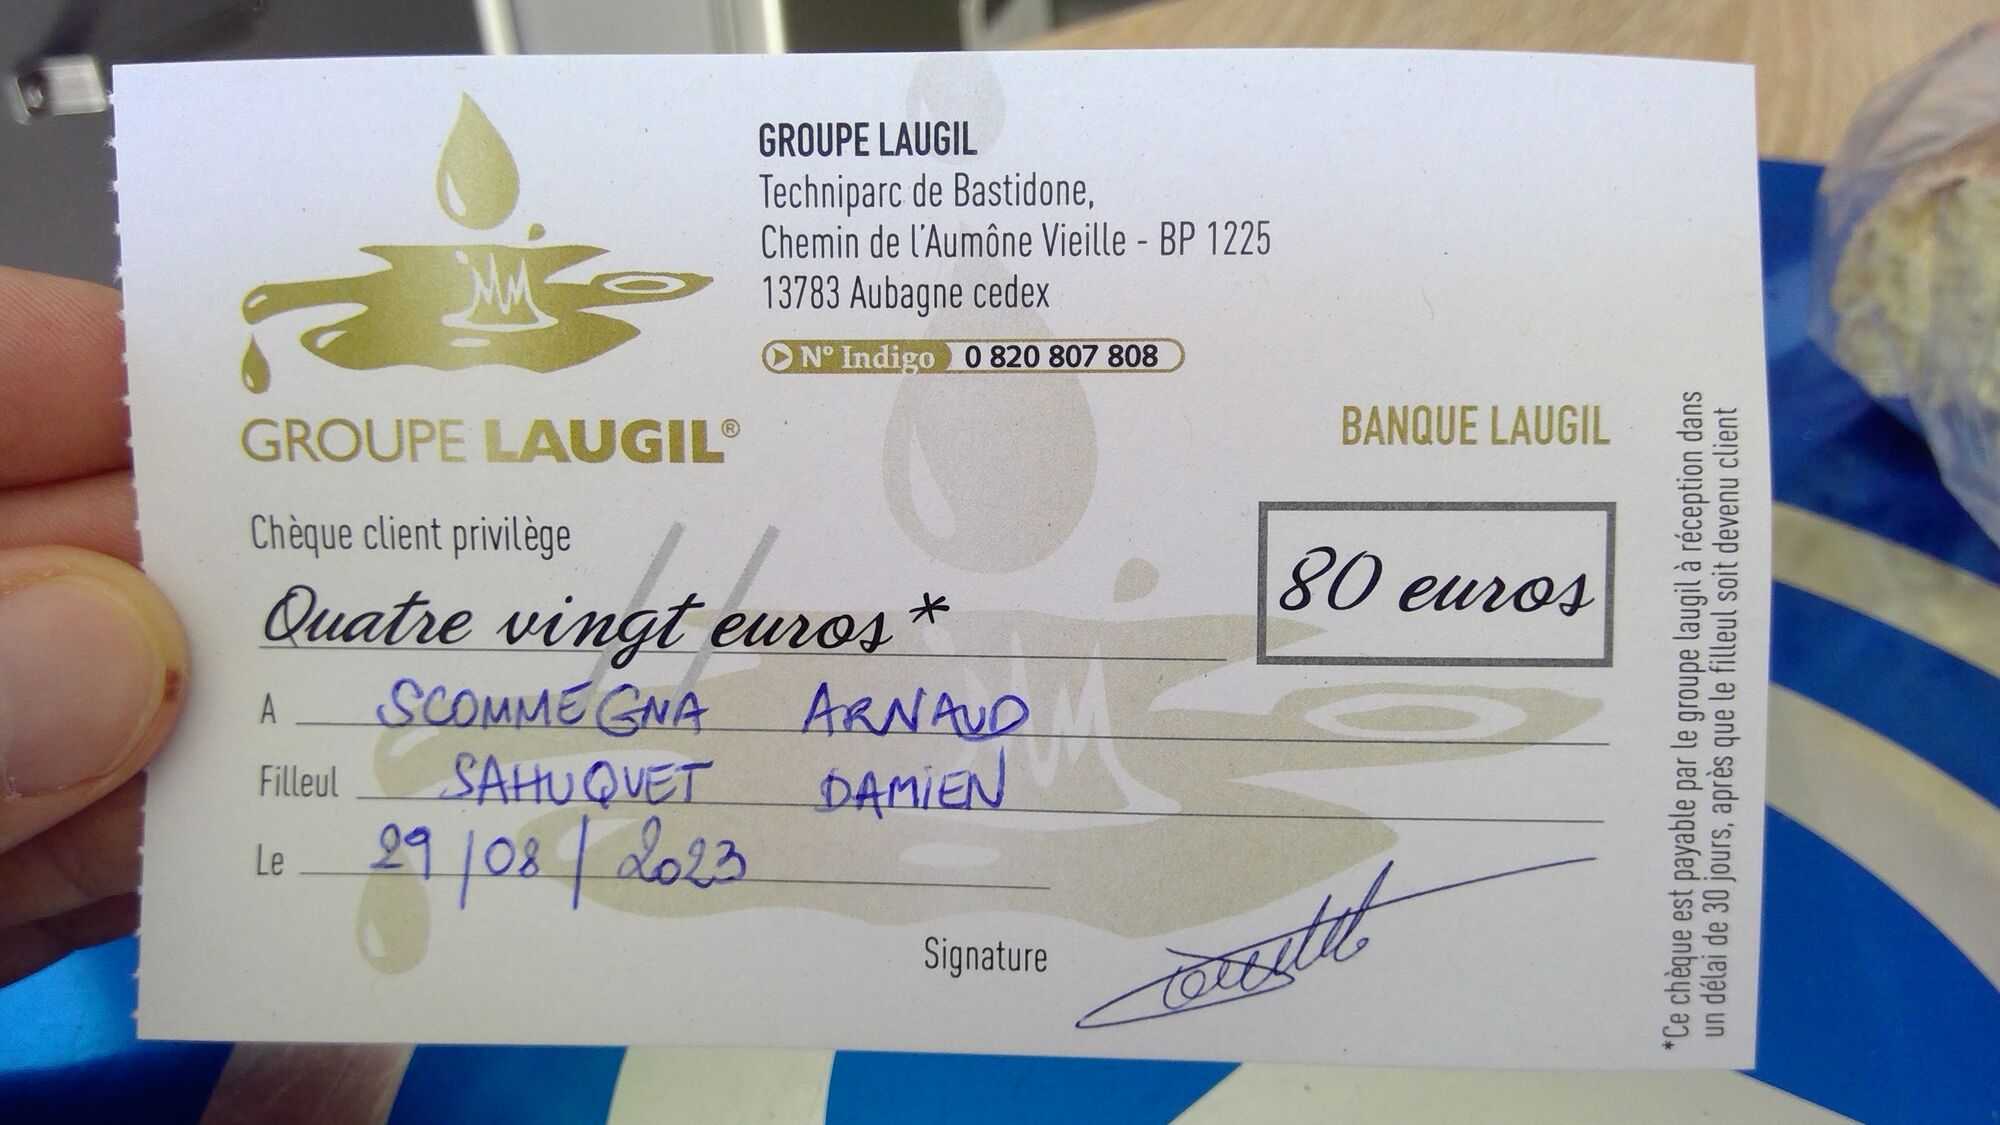 GROUPE LAUGIL
Techniparc de Bastidone,
Chemin de l'Aumône Vieille - BP 1225
13783 Aubagne cedex
N° Indigo 0 820 807 808
GROUPE LAUGIL®
BANQUE LAUGIL
Chèque client privilège
Quatre vingt euros *
80 euros
A SCOMMEGNA ARNAUD
Filleul SAHUQUET DAMIEN
Le 29/08/2023
Signature
*Ce chèque est payable par le groupe laugil à réception dans
un délai de 30 jours, après que le filleul soit devenu client